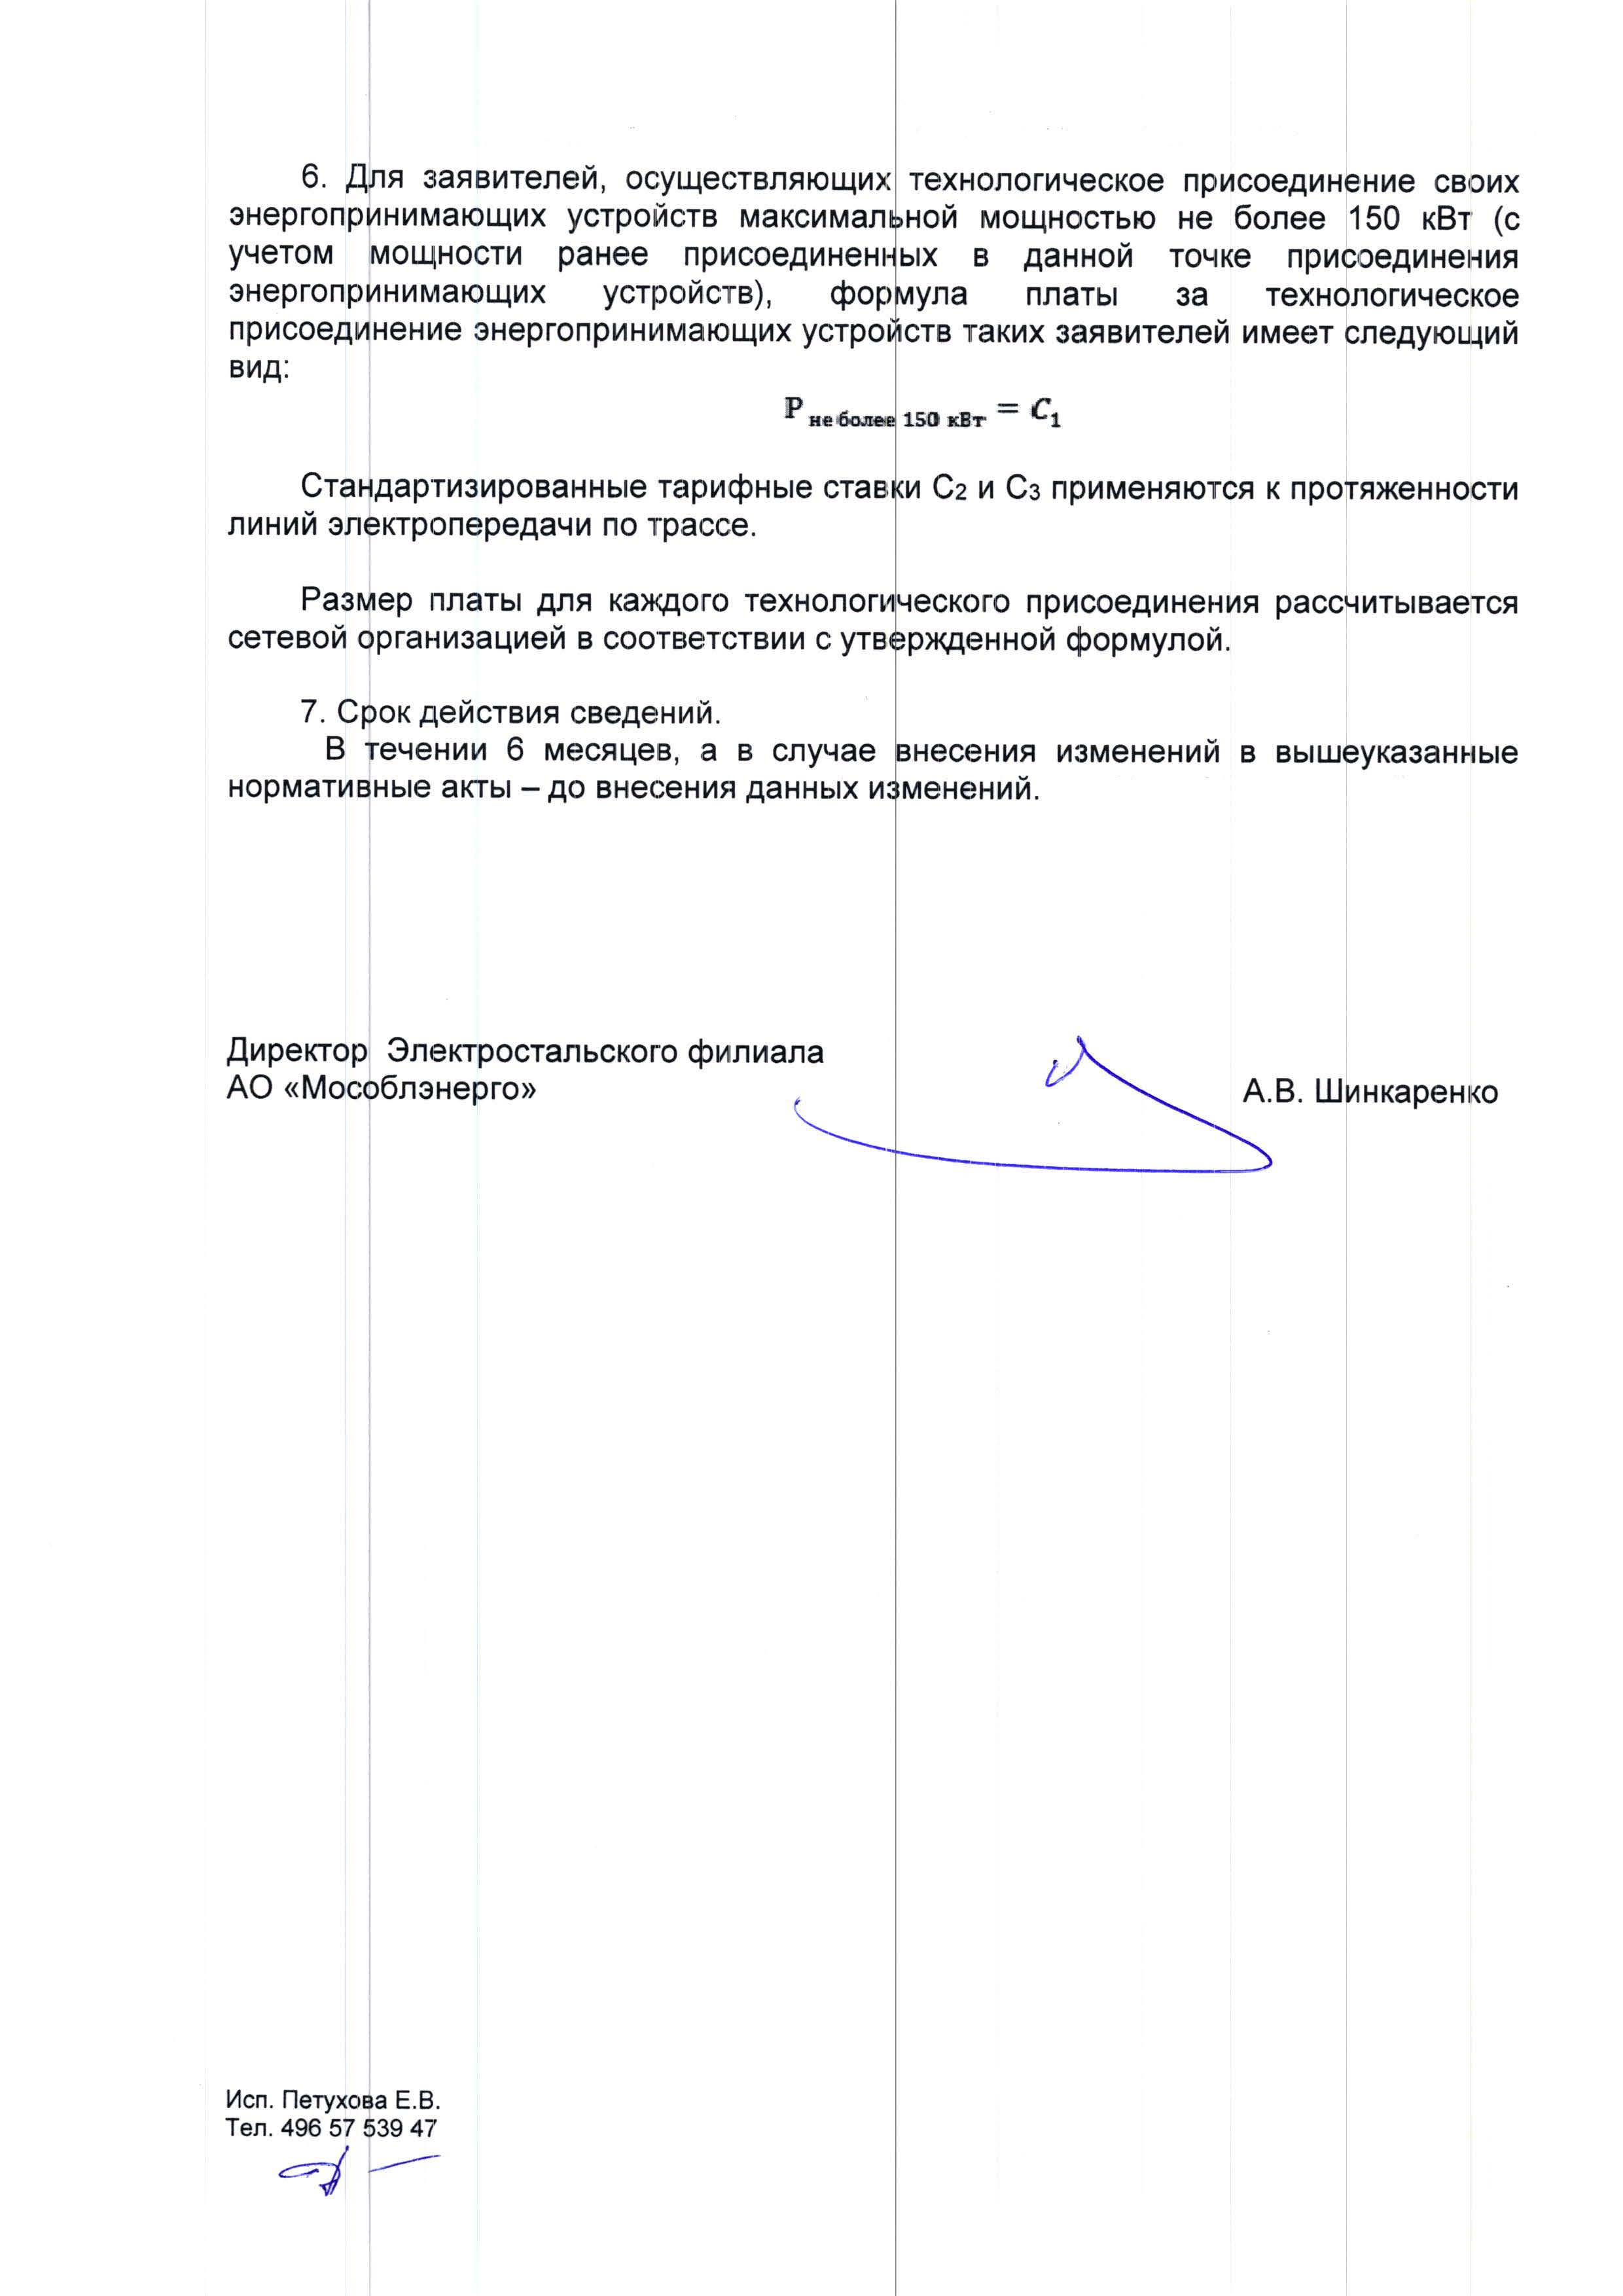 6. Для заявителей, осуществляющих технологическое присоединение своих
энергопринимающих устройств максимальной мощностью не более 150 кВт (с
учетом мощности ранее присоединенных в данной точке присоединения
энергопринимающих устройств), формула платы за технологическое
присоединение энергопринимающих устройств таких заявителей имеет следующий
вид:
P не более 150 кВт = C₁
Стандартизированные тарифные ставки С₂ и С₃ применяются к протяженности
линий электропередачи по трассе.
Размер платы для каждого технологического присоединения рассчитывается
сетевой организацией в соответствии с утвержденной формулой.
7. Срок действия сведений.
В течении 6 месяцев, а в случае внесения изменений в вышеуказанные
нормативные акты – до внесения данных изменений.
Директор Электростальского филиала
АО «Мособлэнерго» А.В. Шинкаренко
Исп. Петухова Е.В.
Тел. 496 57 539 47